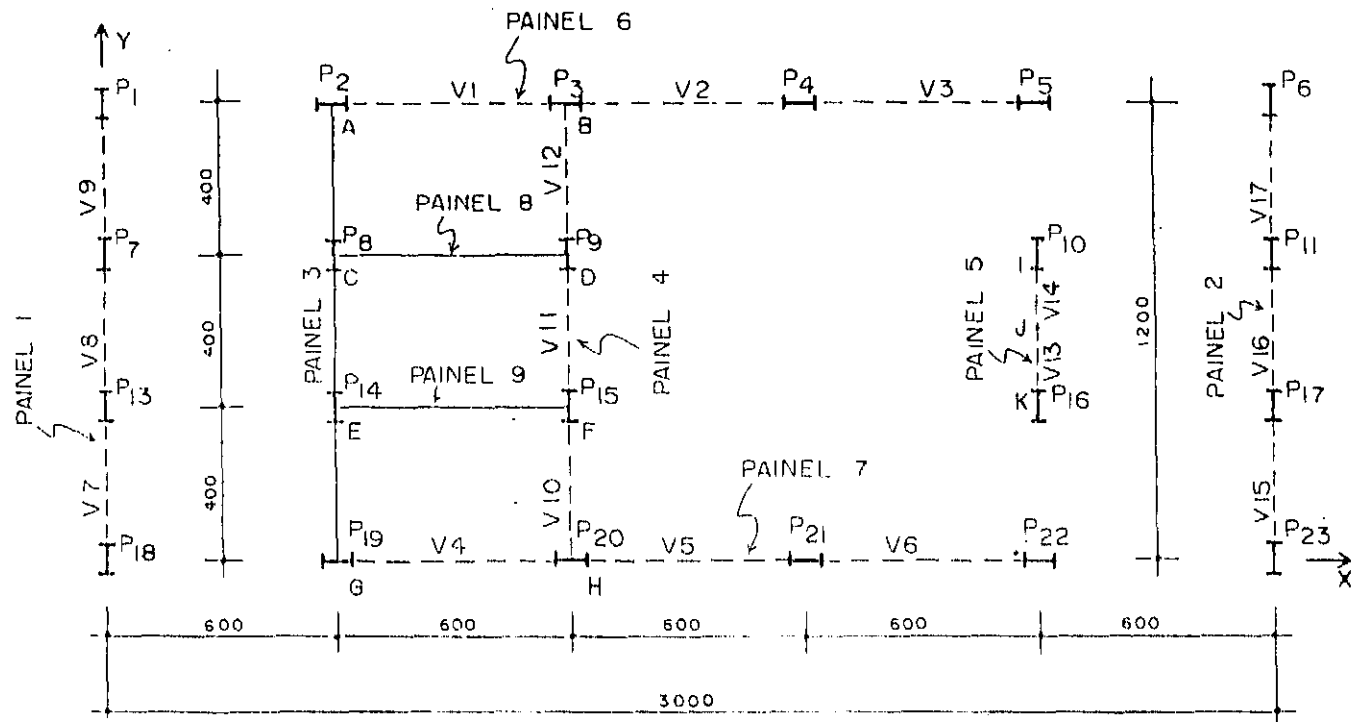 PAINEL 6
Y
P1
P2
V1
P3
V2
P4
V3
P5
P6
A
B
V9
400
V12
V17
PAINEL 8
P7
P8
P9
P10
P11
C
D
I
PAINEL 1
V8
400
PAINEL 3
V11
PAINEL 4
PAINEL 5
J
V14
V13
1200
PAINEL 2
V16
PAINEL 9
P13
P14
P15
K
P16
P17
E
F
V7
400
V10
PAINEL 7
V15
P18
P19
V4
P20
V5
P21
V6
P22
P23
X
G
H
600
600
600
600
600
3000